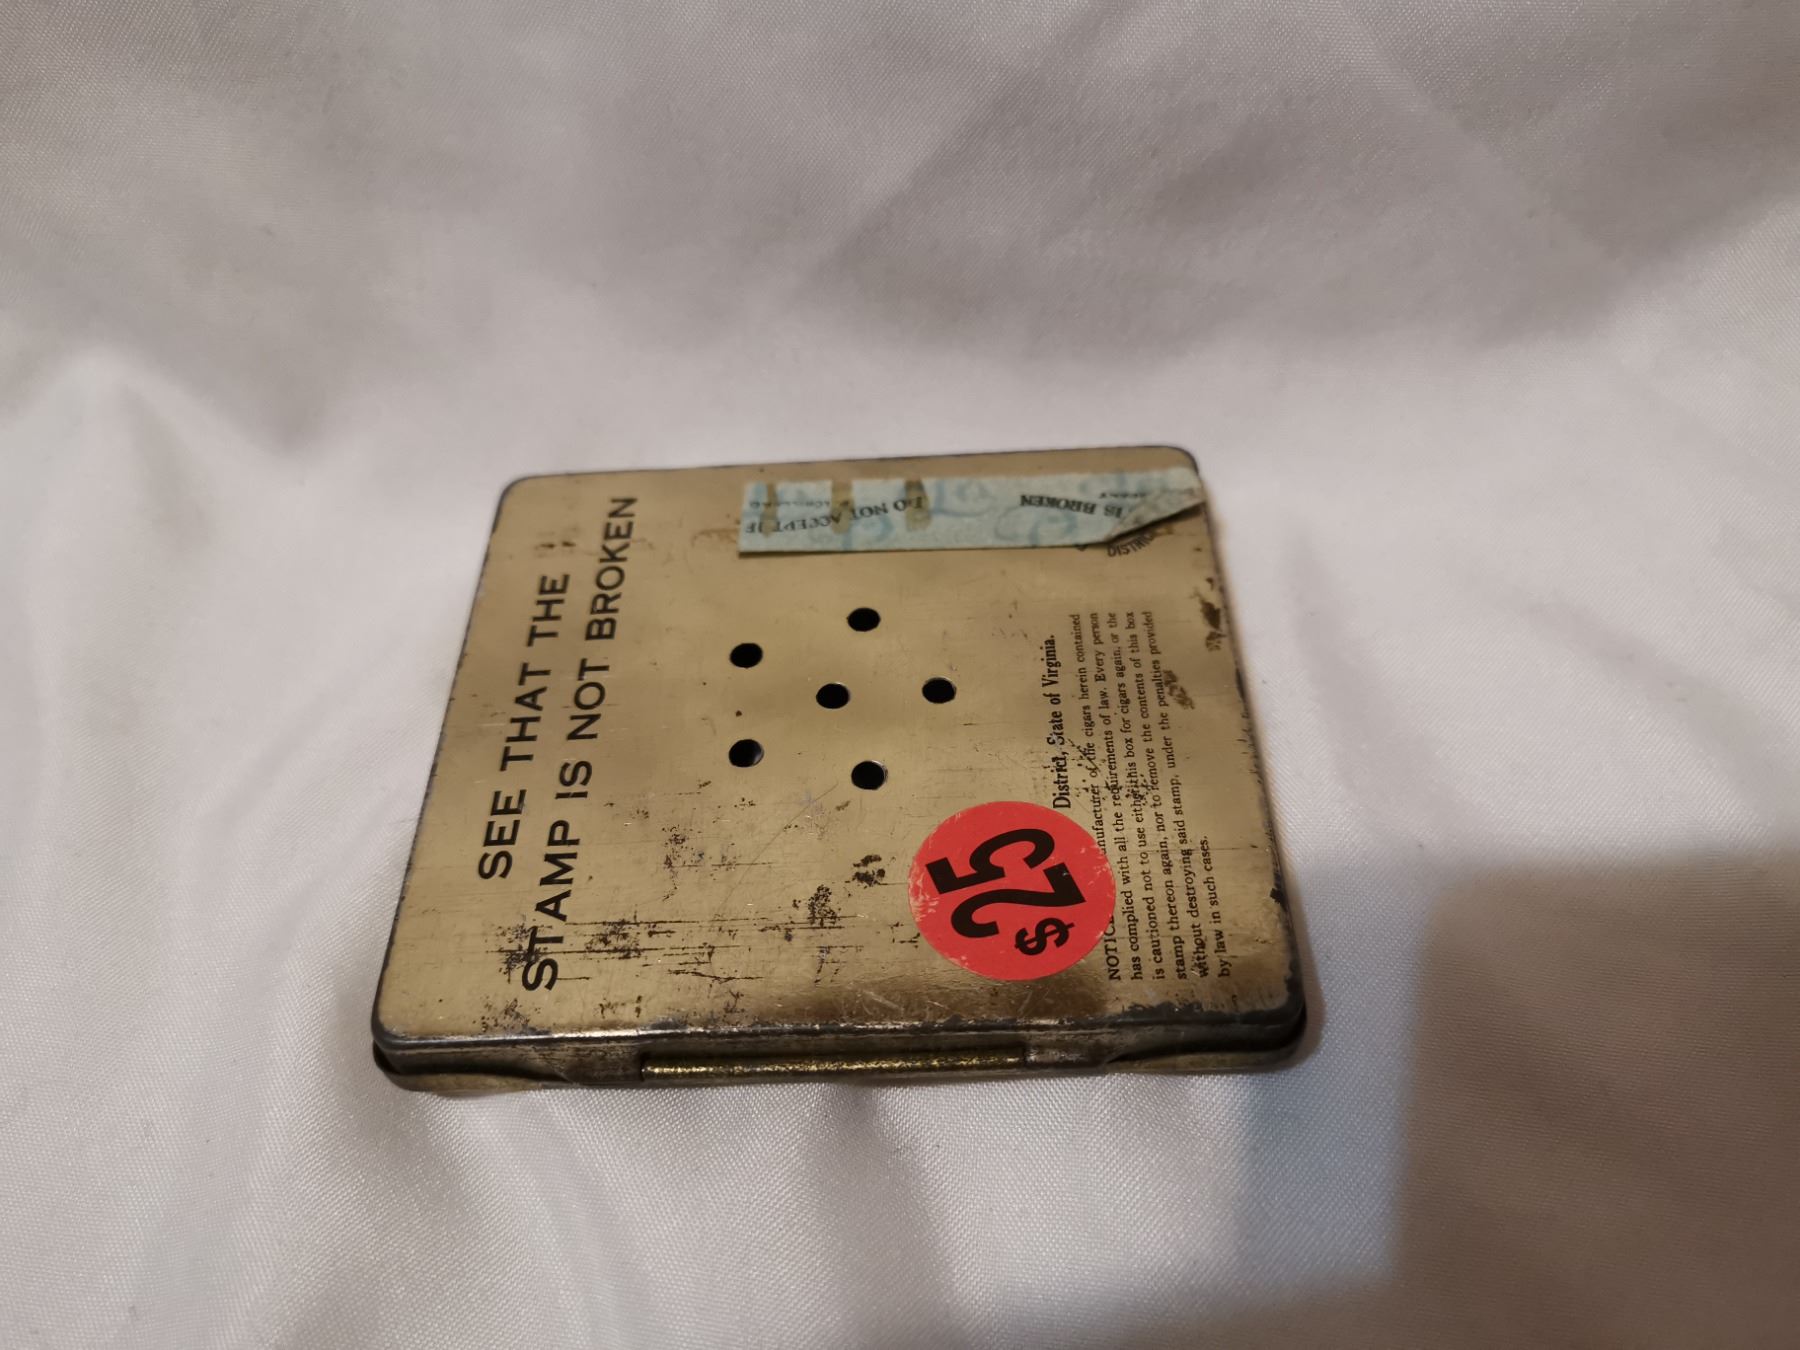 SEE THAT THE
STAMP IS NOT BROKEN
DO NOT ACCEPT IF
IS BROKEN
$25
District, State of Virginia.
NOTICE
of the cigars herein contained
has complied with all the requirements of law. Every person
is cautioned not to use either this box for cigars again, or the
stamp thereon again, nor to remove the contents of this box
without destroying said stamp, under the penalties provided
by law in such cases.